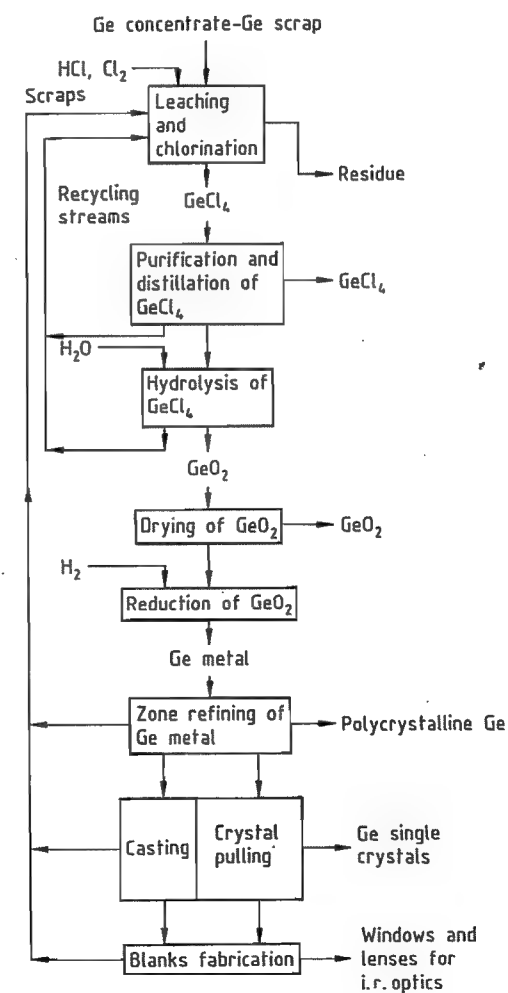 Ge concentrate-Ge scrap
HCl, Cl₂
Scraps
Leaching
and
chlorination
Residue
Recycling
streams
GeCl₄
Purification and
distillation of
GeCl₄
GeCl₄
H₂O
Hydrolysis of
GeCl₄
GeO₂
Drying of GeO₂
GeO₂
H₂
Reduction of GeO₂
Ge metal
Zone refining of
Ge metal
Polycrystalline Ge
Casting
Crystal
pulling
Ge single
crystals
Blanks fabrication
Windows and
lenses for
i.r. optics